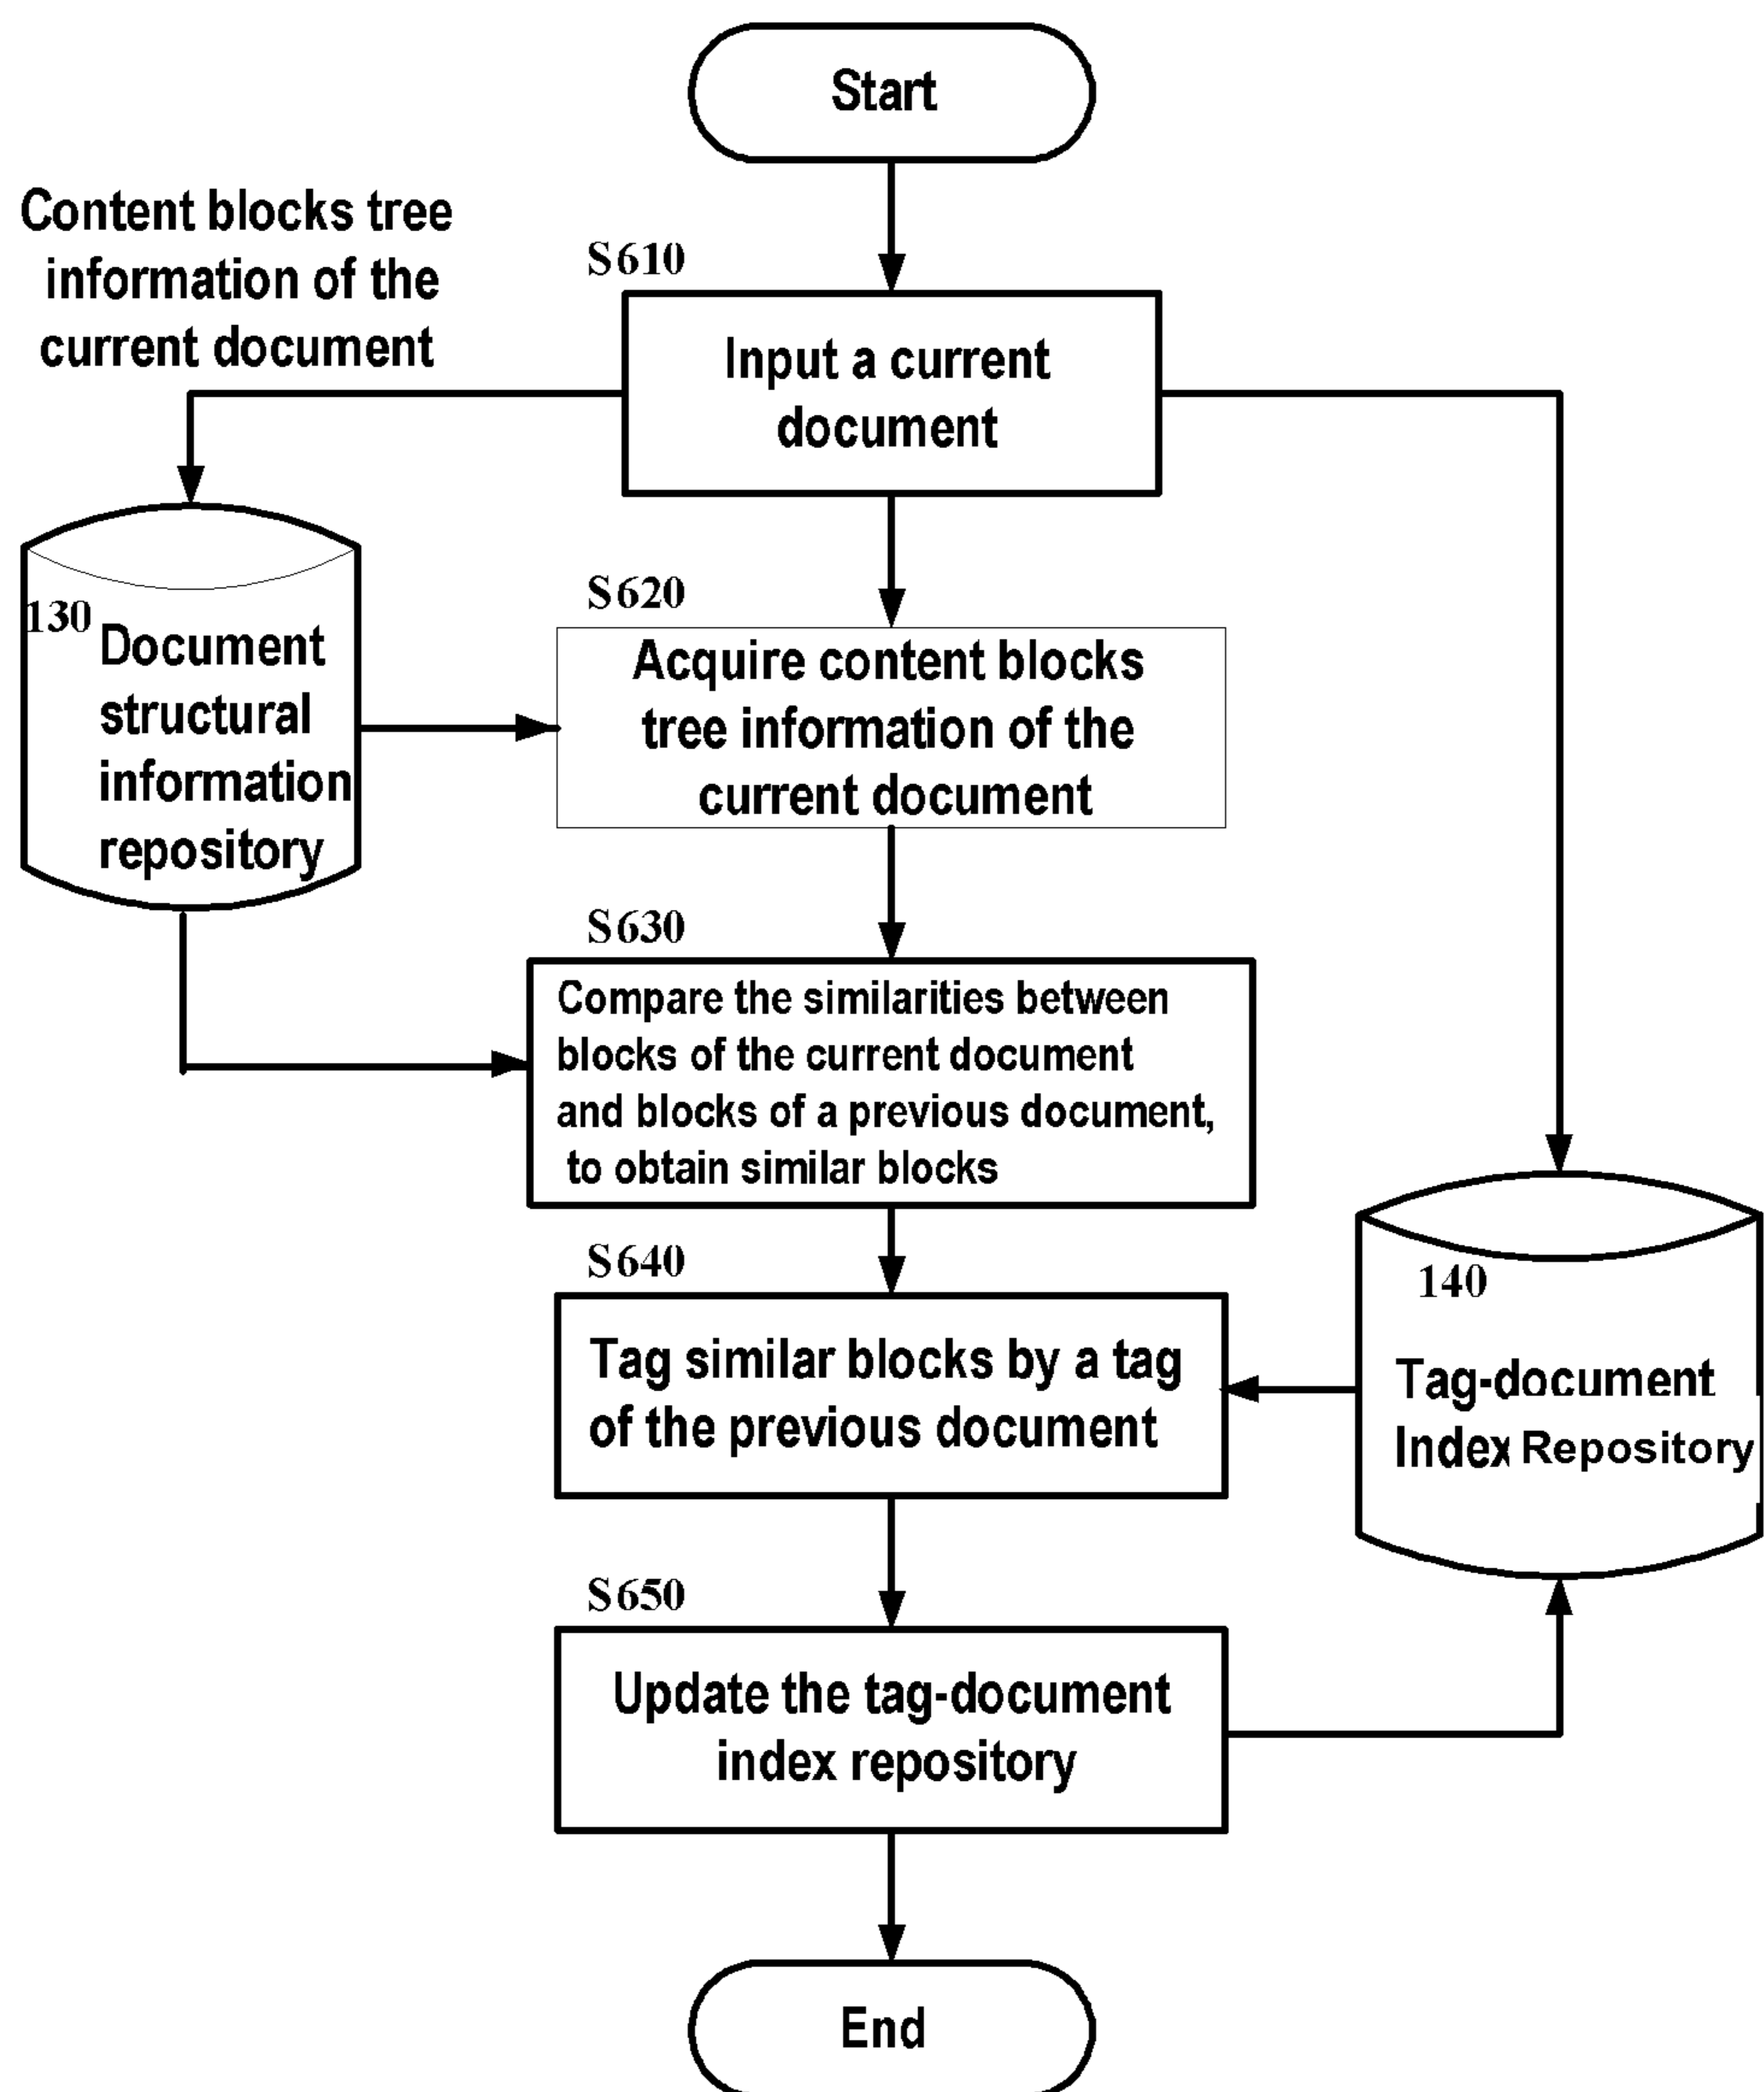 Start
Content blocks tree
information of the
current document
S610
Input a current
document
130
Document
structural
information
repository
S620
Acquire content blocks
tree information of the
current document
S630
Compare the similarities between
blocks of the current document
and blocks of a previous document,
to obtain similar blocks
S640
Tag similar blocks by a tag
of the previous document
140
Tag-document
Index Repository
S650
Update the tag-document
index repository
End